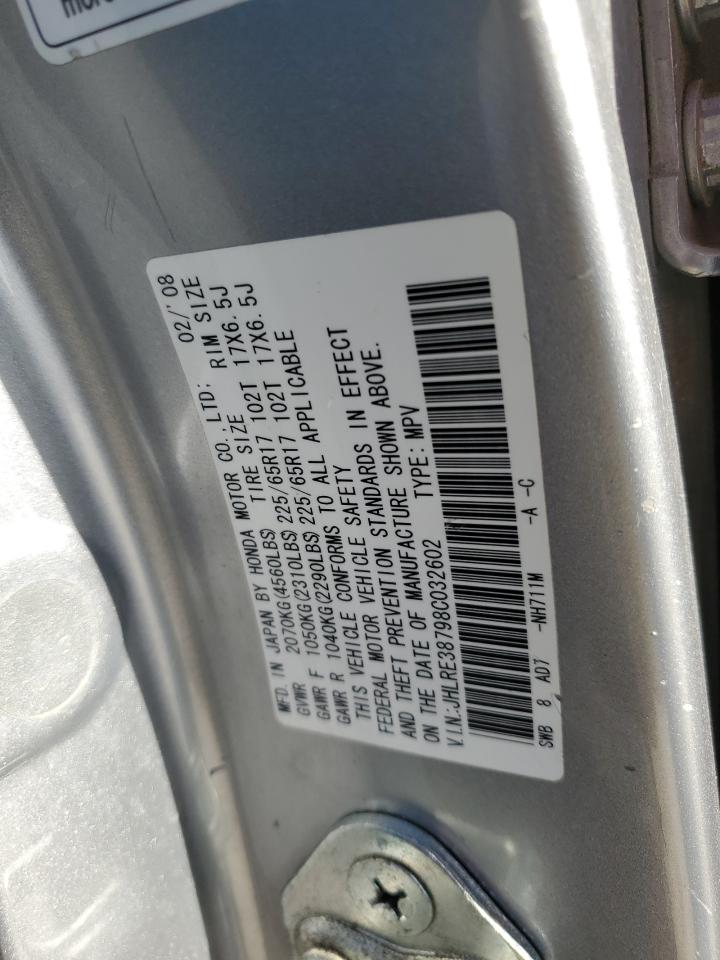 MFD. IN JAPAN BY HONDA MOTOR CO., LTD: 02/'08
GVWR 2070KG(4560LBS) TIRE SIZE RIM SIZE
GAWR F 1050KG(2310LBS) 225/65R17 102T 17X6. 5J
GAWR R 1040KG(2290LBS) 225/65R17 102T 17X6. 5J
THIS VEHICLE CONFORMS TO ALL APPLICABLE
FEDERAL MOTOR VEHICLE SAFETY
AND THEFT PREVENTION STANDARDS IN EFFECT
ON THE DATE OF MANUFACTURE SHOWN ABOVE.
V.I.N:JHLRE38798C032602 TYPE: MPV
SWB 8 AD7 -NH711M -A -C